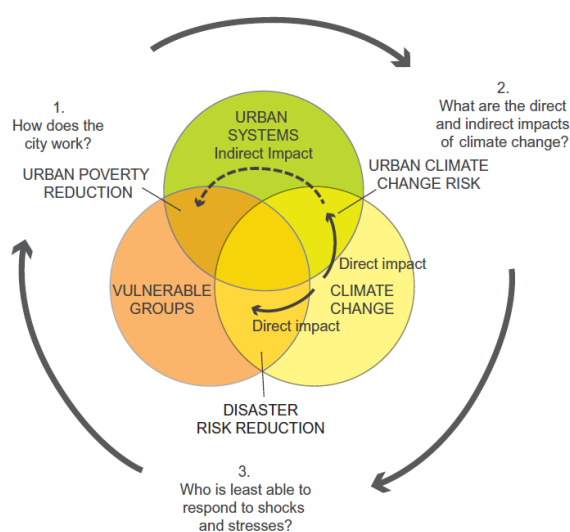 1.
How does the
city work?
2.
What are the direct
and indirect impacts
of climate change?
URBAN
SYSTEMS
Indirect Impact
URBAN POVERTY
REDUCTION
URBAN CLIMATE
CHANGE RISK
Direct impact
VULNERABLE
GROUPS
CLIMATE
CHANGE
Direct impact
DISASTER
RISK REDUCTION
3.
Who is least able to
respond to shocks
and stresses?